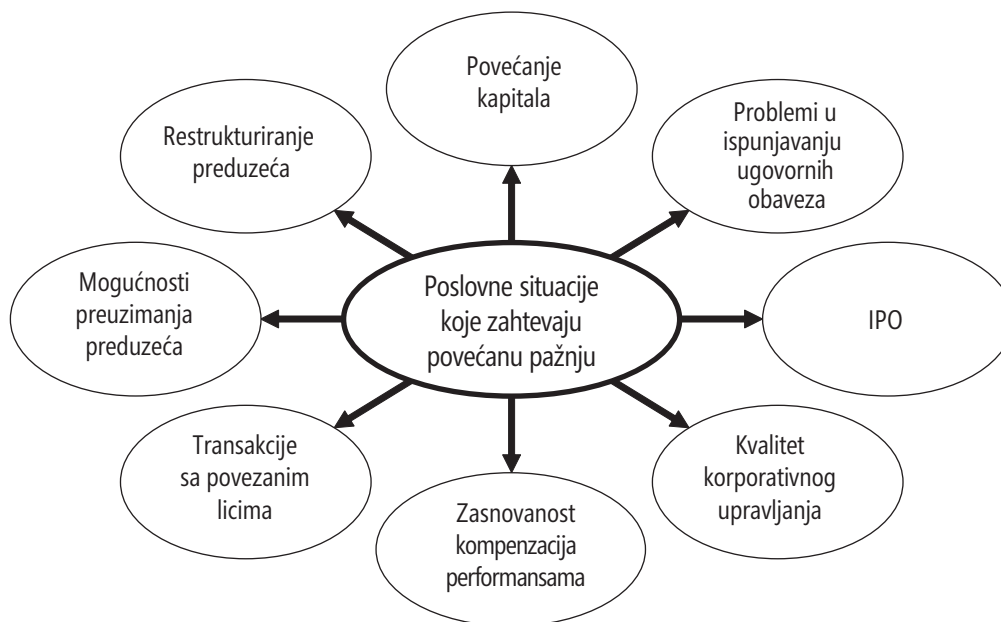 Povećanje
kapitala
Problemi u
ispunjavanju
ugovornih
obaveza
IPO
Kvalitet
korporativnog
upravljanja
Zasnovanost
kompenzacija
performansama
Transakcije
sa povezanim
licima
Mogućnosti
preuzimanja
preduzeća
Restrukturiranje
preduzeća
Poslovne situacije
koje zahtevaju
povećanu pažnju